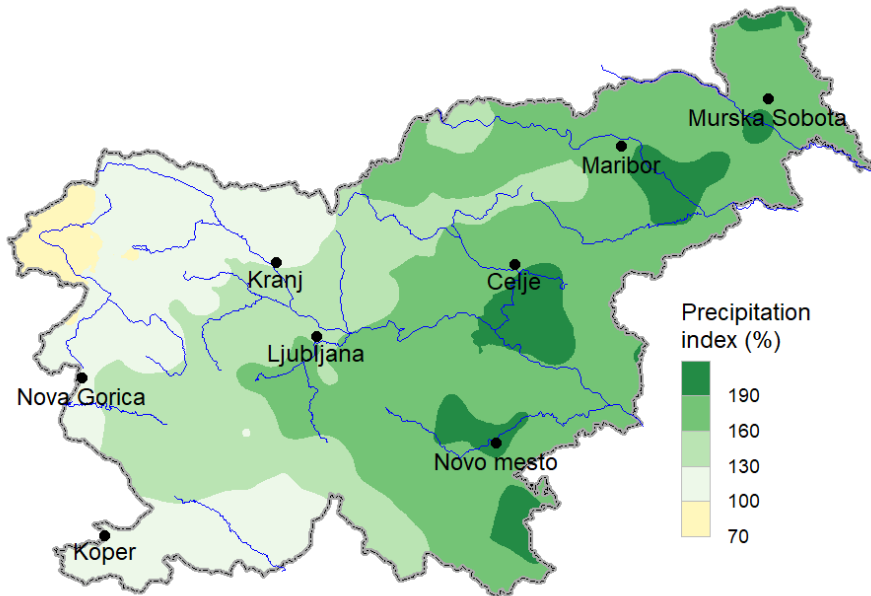 Murska Sobota
Maribor
Kranj
Celje
Ljubljana
Nova Gorica
Novo mesto
Koper
Precipitation
index (%)
190
160
130
100
70